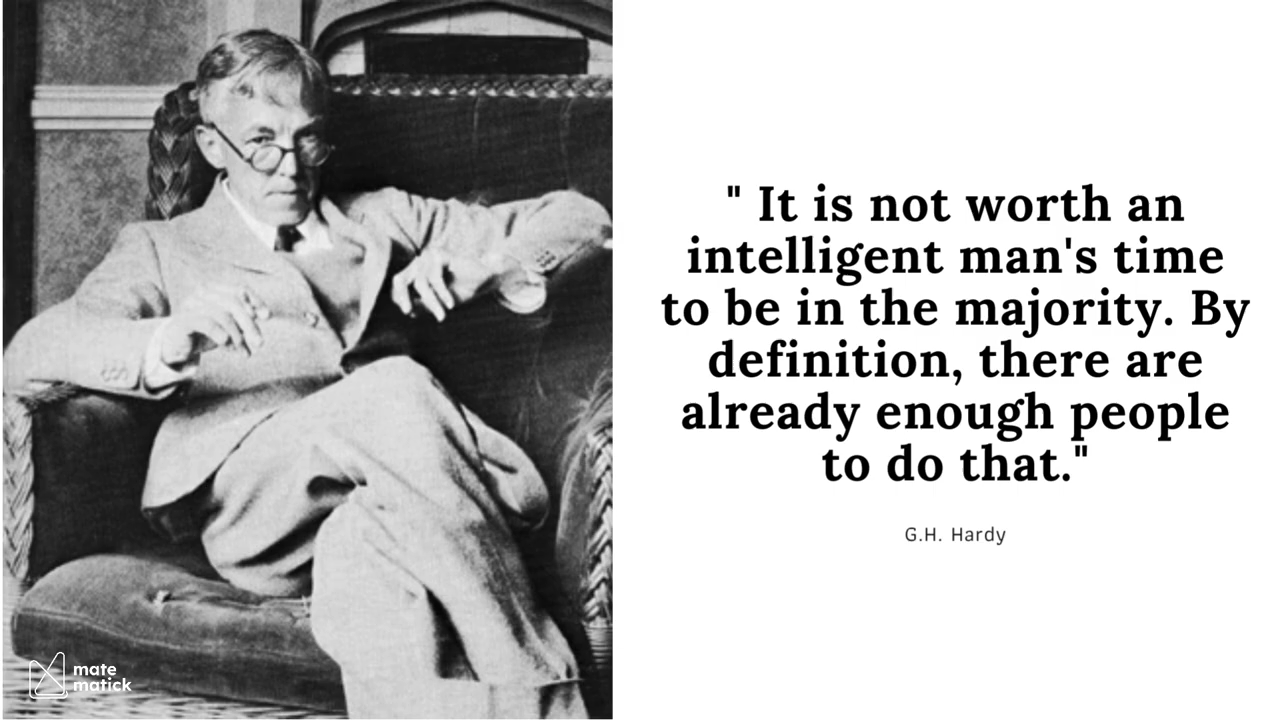 " It is not worth an
intelligent man's time
to be in the majority. By
definition, there are
already enough people
to do that."
G.H. Hardy
mate
matick